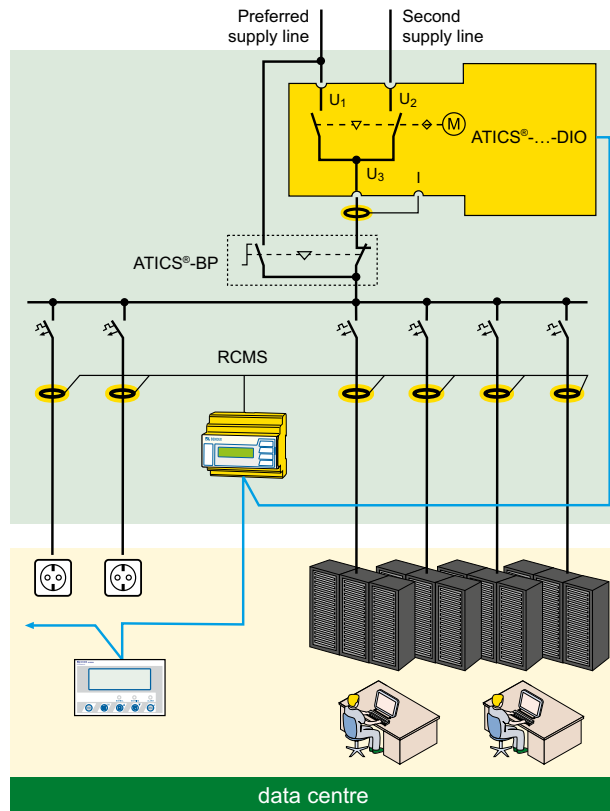 Preferred
supply line
Second
supply line
U1
U2
M
ATICS®-...-DIO
U3
I
ATICS®-BP
RCMS
data centre